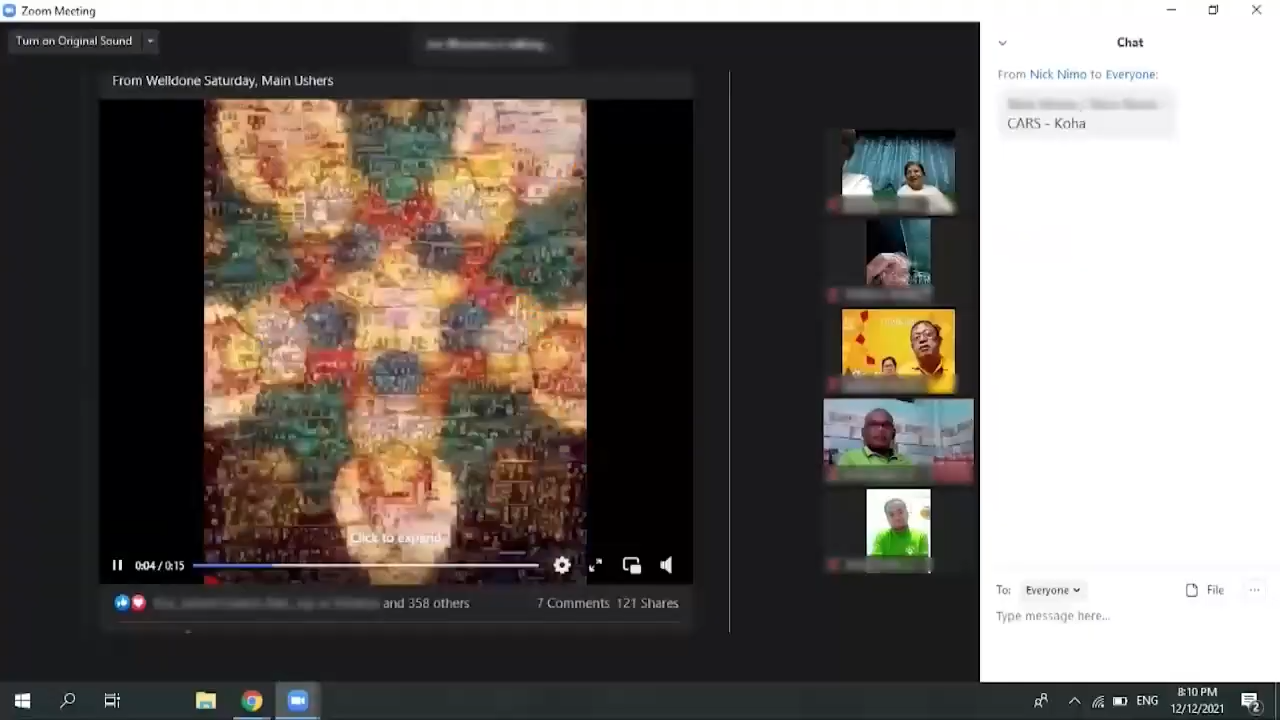 Zoom Meeting
Turn on Original Sound
From Welldone Saturday, Main Ushers
Click to expand
0:04 / 0:15
and 358 others
7 Comments 121 Shares
Chat
From Nick Nimo to Everyone:
CARS - Koha
To: Everyone
File
Type message here...
ENG
8:10 PM
12/12/2021
2